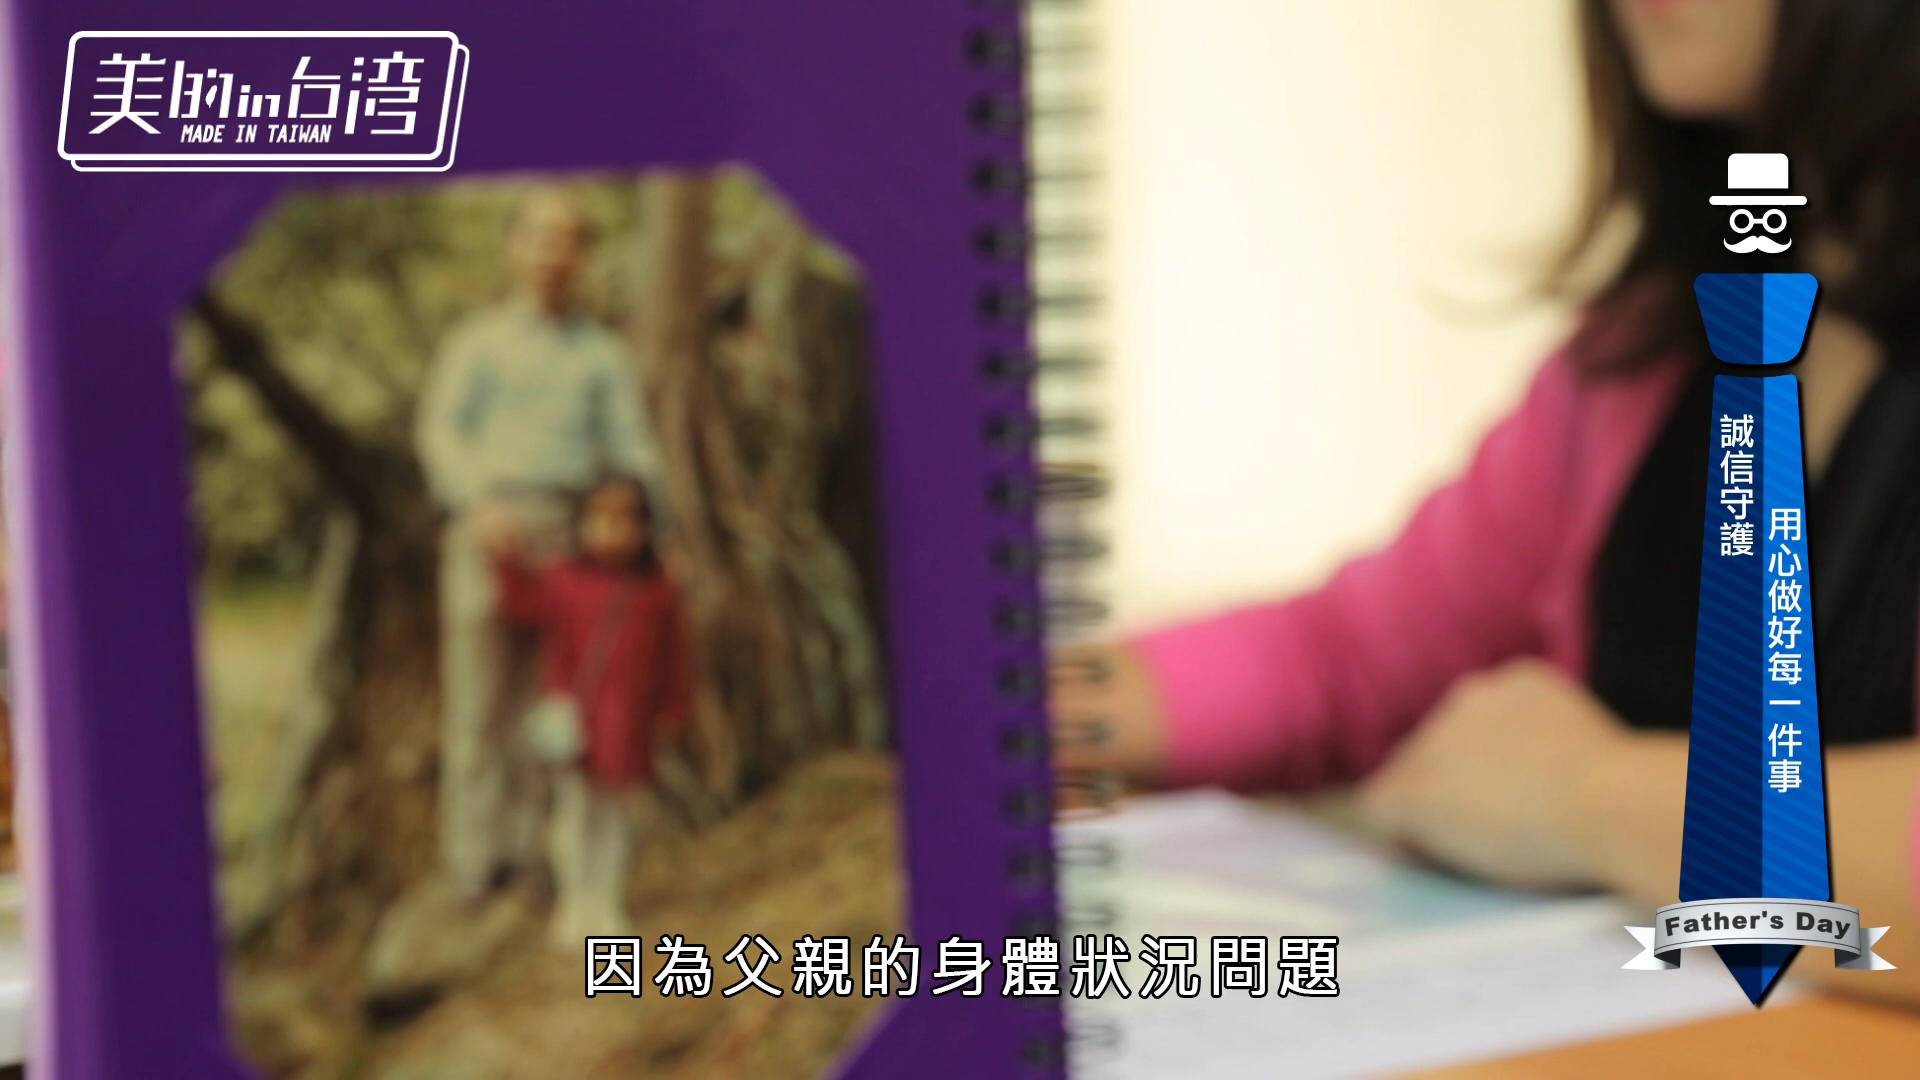 美的in台湾
MADE IN TAIWAN
誠信守護
用心做好每一件事
Father's Day
因為父親的身體狀況問題